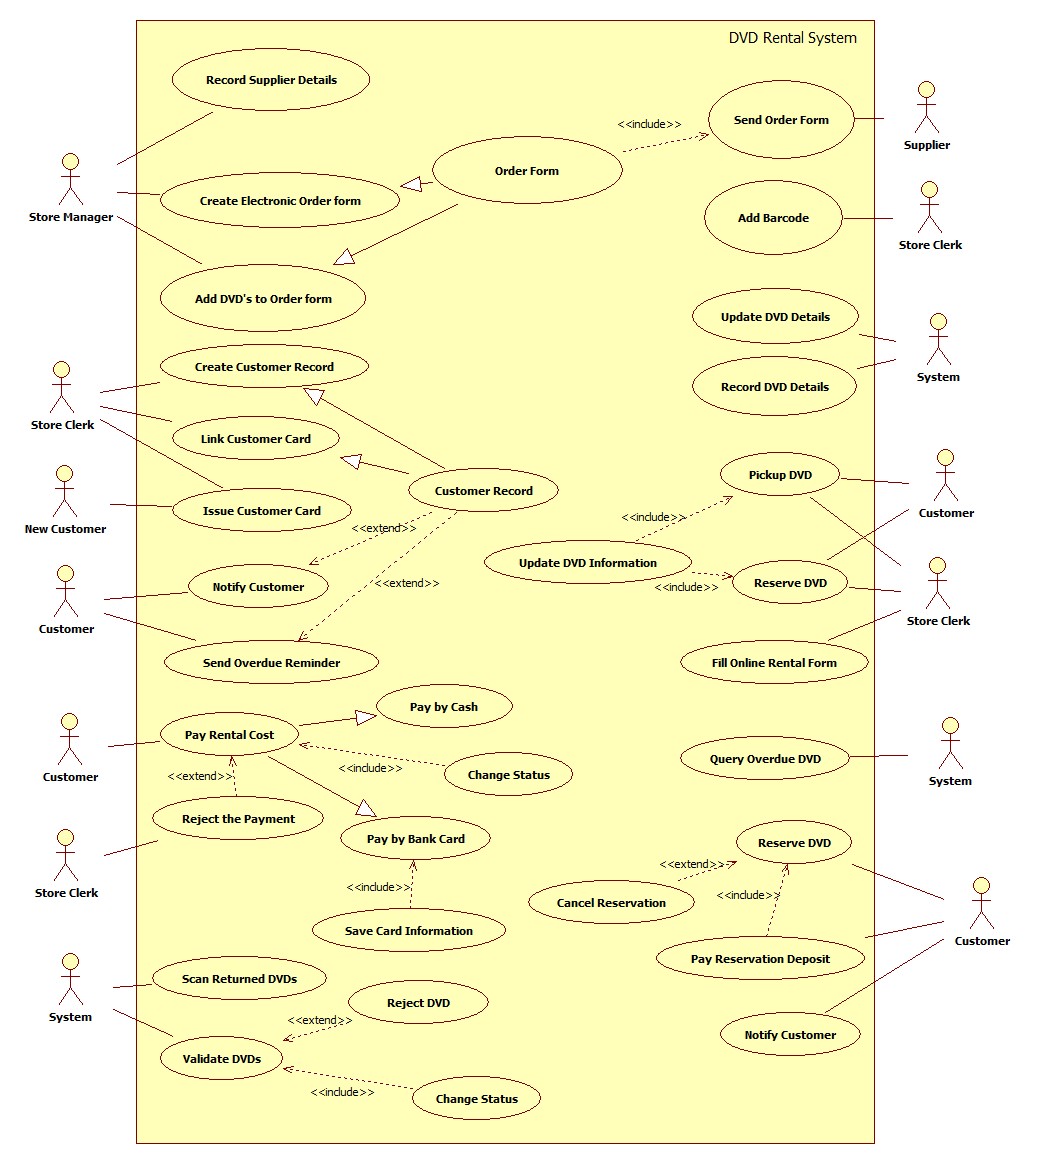 DVD Rental System
Record Supplier Details
Send Order Form
<<include>>
Supplier
Order Form
Store Manager
Create Electronic Order form
Add Barcode
Store Clerk
Add DVD's to Order form
Update DVD Details
Create Customer Record
Record DVD Details
System
Store Clerk
Link Customer Card
Pickup DVD
Customer Record
Customer
New Customer
Issue Customer Card
<<extend>>
<<include>>
Update DVD Information
<<extend>>
<<include>>
Notify Customer
Reserve DVD
Customer
Store Clerk
Send Overdue Reminder
Fill Online Rental Form
Pay by Cash
Pay Rental Cost
Customer
<<extend>>
<<include>>
Change Status
Query Overdue DVD
System
Reject the Payment
Pay by Bank Card
Reserve DVD
Store Clerk
<<extend>>
<<include>>
<<include>>
Cancel Reservation
Save Card Information
Customer
Pay Reservation Deposit
Scan Returned DVDs
Reject DVD
System
<<extend>>
Notify Customer
Validate DVDs
<<include>>
Change Status